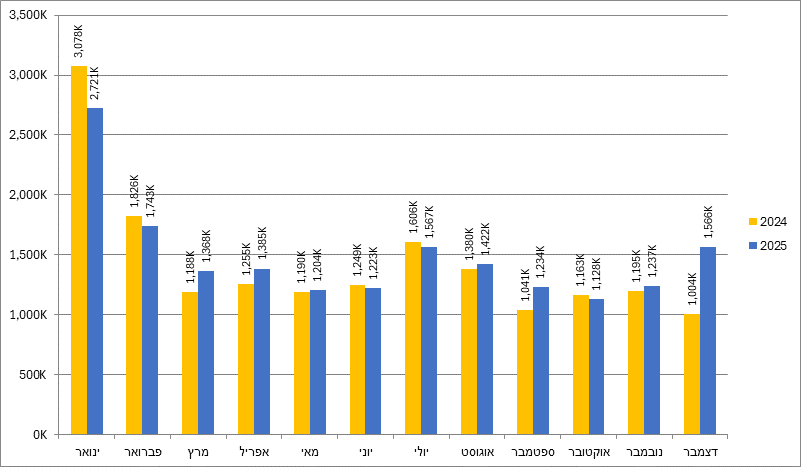 3,500K
3,000K
2,500K
2,000K
1,500K
1,000K
500K
0K
3,078K
2,721K
1,826K
1,743K
1,188K
1,368K
1,255K
1,385K
1,190K
1,204K
1,249K
1,223K
1,606K
1,567K
1,380K
1,422K
1,041K
1,234K
1,163K
1,128K
1,195K
1,237K
1,004K
1,566K
ינואר
פברואר
מרץ
אפריל
מאי
יוני
יולי
אוגוסט
ספטמבר
אוקטובר
נובמבר
דצמבר
2024
2025